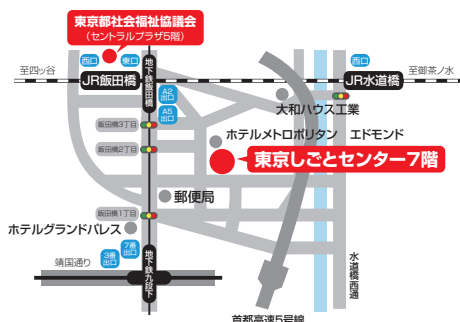 東京都社会福祉協議会
(セントラルプラザ5階)
西口
東口
西口
至四ッ谷
JR飯田橋
地下鉄飯田橋
JR水道橋
至御茶ノ水
A2
出口
A5
出口
大和ハウス工業
飯田橋3丁目
ホテルメトロポリタン エドモンド
飯田橋2丁目
東京しごとセンター7階
郵便局
飯田橋1丁目
ホテルグランドパレス
7番
出口
3番
出口
靖国通り
地下鉄九段下
水道橋西通
首都高速5号線